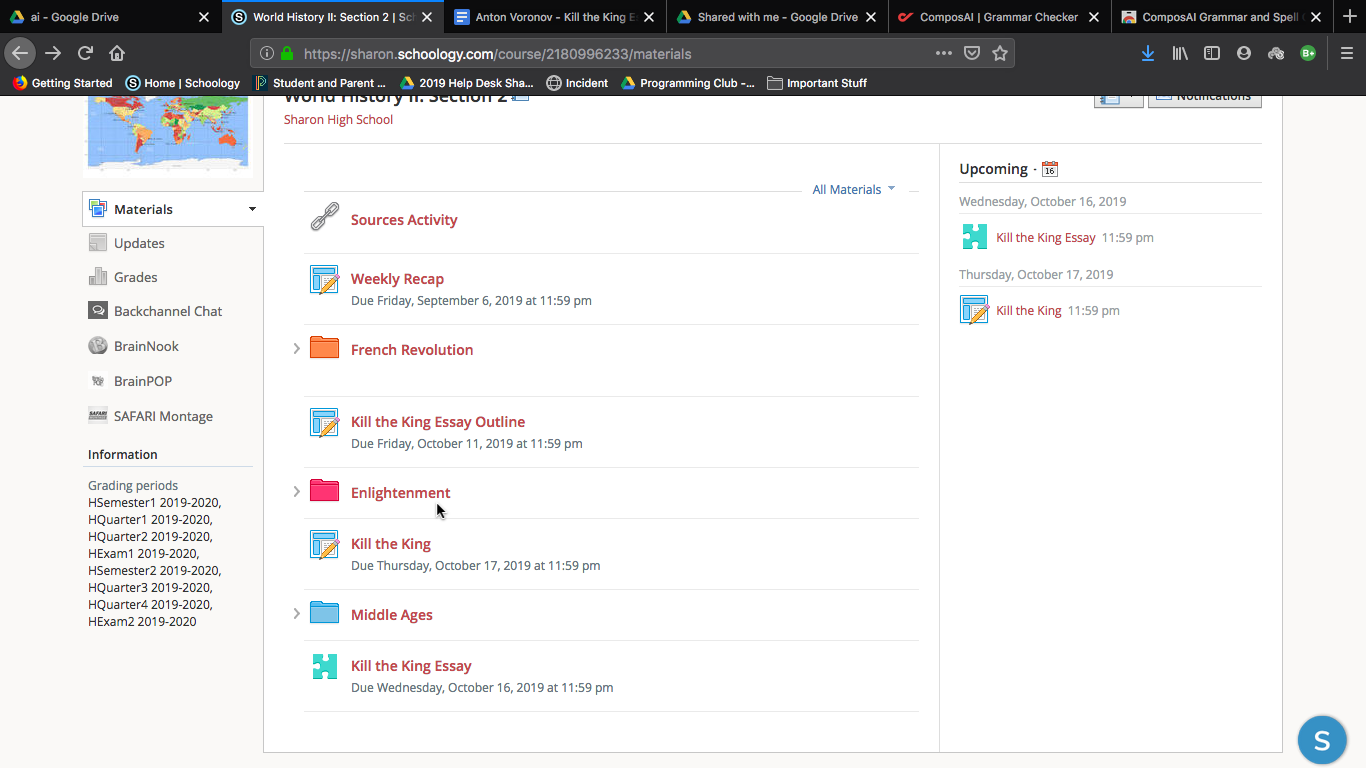 ai - Google Drive
World History II: Section 2 | Sc
Anton Voronov - Kill the King E
Shared with me - Google Drive
ComposAI | Grammar Checker
ComposAI Grammar and Spell
https://sharon.schoology.com/course/2180996233/materials
Getting Started
Home | Schoology
Student and Parent ...
2019 Help Desk Sha...
Incident
Programming Club -...
Important Stuff
World History II: Section 2
Notifications
Sharon High School
All Materials
Materials
Updates
Grades
Backchannel Chat
BrainNook
BrainPOP
SAFARI Montage
Information
Grading periods
HSemester1 2019-2020,
HQuarter1 2019-2020,
HQuarter2 2019-2020,
HExam1 2019-2020,
HSemester2 2019-2020,
HQuarter3 2019-2020,
HQuarter4 2019-2020,
HExam2 2019-2020
Sources Activity
Weekly Recap
Due Friday, September 6, 2019 at 11:59 pm
French Revolution
Kill the King Essay Outline
Due Friday, October 11, 2019 at 11:59 pm
Enlightenment
Kill the King
Due Thursday, October 17, 2019 at 11:59 pm
Middle Ages
Kill the King Essay
Due Wednesday, October 16, 2019 at 11:59 pm
Upcoming · 16
Wednesday, October 16, 2019
Kill the King Essay 11:59 pm
Thursday, October 17, 2019
Kill the King 11:59 pm
S